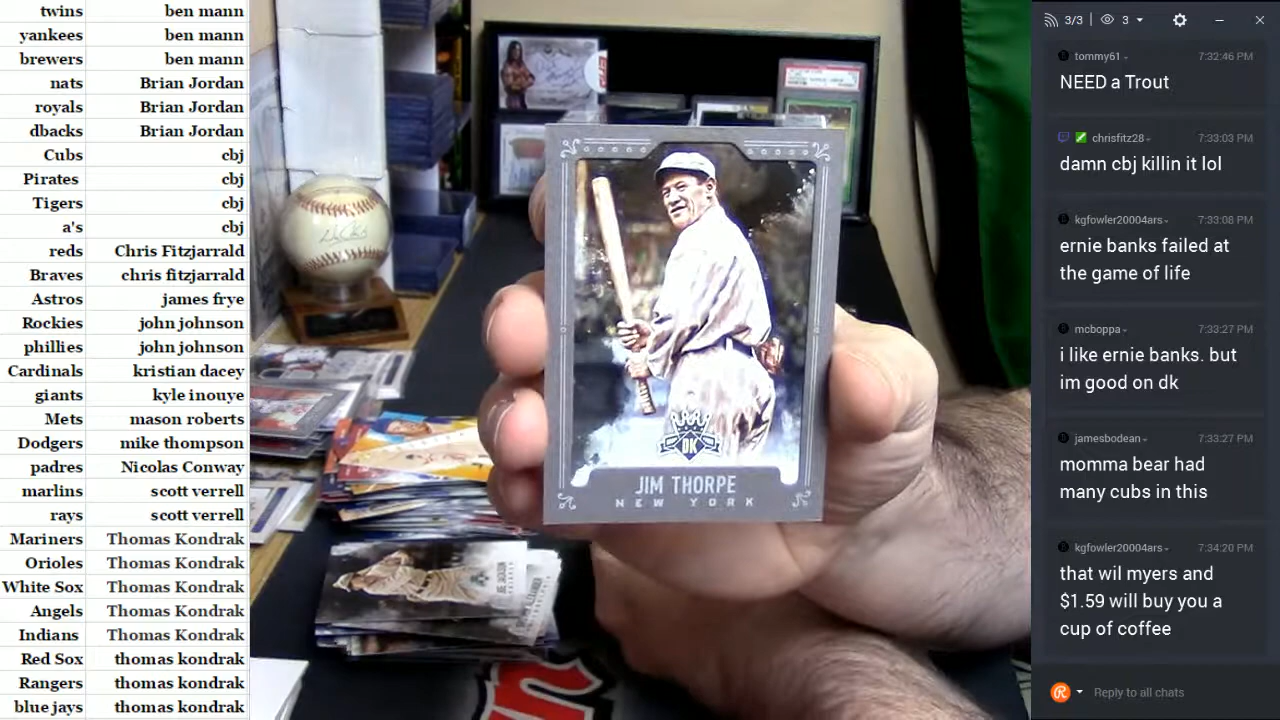 twins ben mann
yankees ben mann
brewers ben mann
nats Brian Jordan
royals Brian Jordan
dbacks Brian Jordan
Cubs cbj
Pirates cbj
Tigers cbj
a's cbj
reds Chris Fitzjarrald
Braves chris fitzjarrald
Astros james frye
Rockies john johnson
phillies john johnson
Cardinals kristian dacey
giants kyle inouye
Mets mason roberts
Dodgers mike thompson
padres Nicolas Conway
marlins scott verrell
rays scott verrell
Mariners Thomas Kondrak
Orioles Thomas Kondrak
White Sox Thomas Kondrak
Angels Thomas Kondrak
Indians Thomas Kondrak
Red Sox thomas kondrak
Rangers thomas kondrak
blue jays thomas kondrak
DK
JIM THORPE
NEW YORK
3/3 3
tommy61 7:32:46 PM
NEED a Trout
chrisfitz28 7:33:03 PM
damn cbj killin it lol
kgfowler20004ars 7:33:08 PM
ernie banks failed at
the game of life
mcboppa 7:33:27 PM
i like ernie banks. but
im good on dk
jamesbodean 7:33:27 PM
momma bear had
many cubs in this
kgfowler20004ars 7:34:20 PM
that wil myers and
$1.59 will buy you a
cup of coffee
Reply to all chats